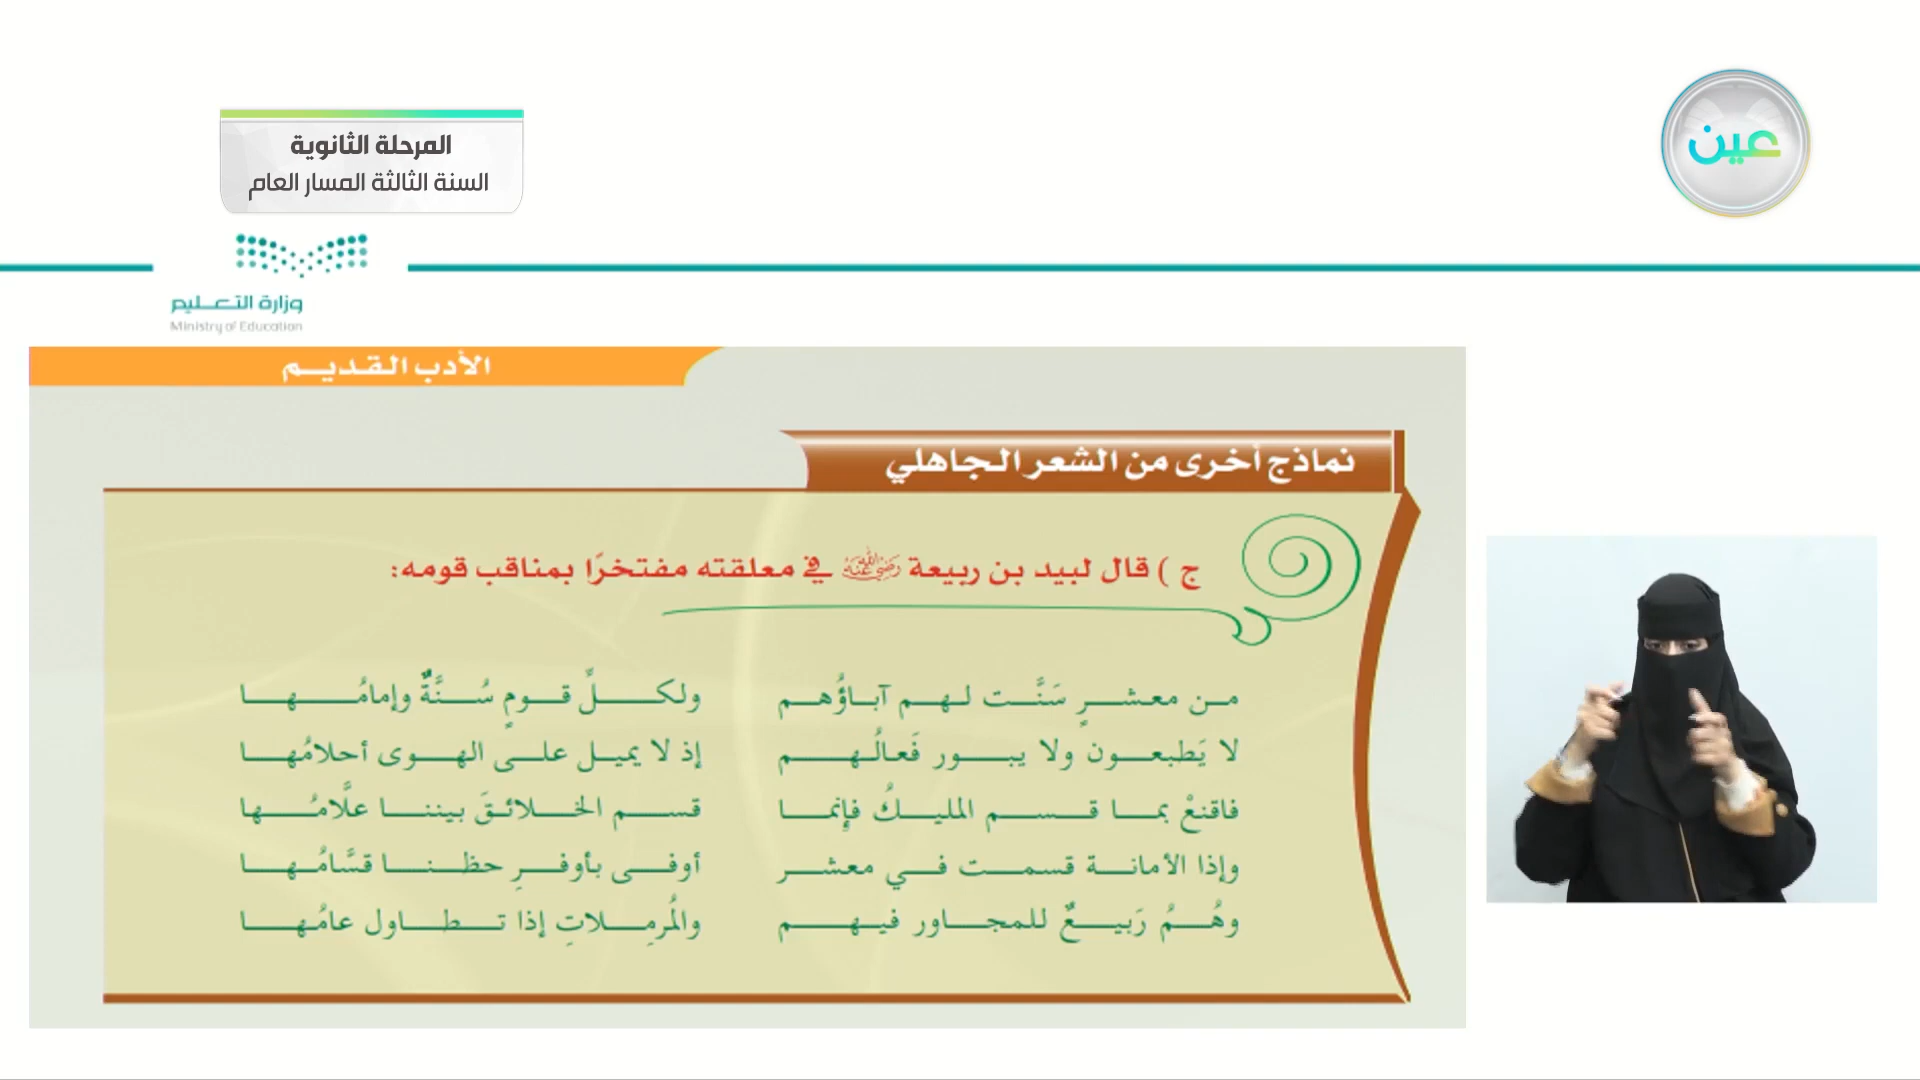 المرحلة الثانوية
السنة الثالثة المسار العام
عين
وزارة التعليم
Ministry of Education
الأدب القديم
نماذج أخرى من الشعر الجاهلي
ج ) قال لبيد بن ربيعة رضي الله عنه في معلقته مفتخرًا بمناقب قومه:
من معشرٍ سَنَّت لهم آباؤُهم ولكلِّ قومٍ سُنَّةٌ وإمامُها
لا يَطبعون ولا يبور فَعالُهم إذ لا يميل على الهوى أحلامُها
فاقنعْ بما قسم المليكُ فإنما قسم الخلائقَ بيننا علَّامُها
وإذا الأمانة قسمت في معشر أوفى بأوفرِ حظنا قسَّامُها
وهُمُ رَبيعٌ للمجاور فيهم والمُرمِلاتِ إذا تطاول عامُها